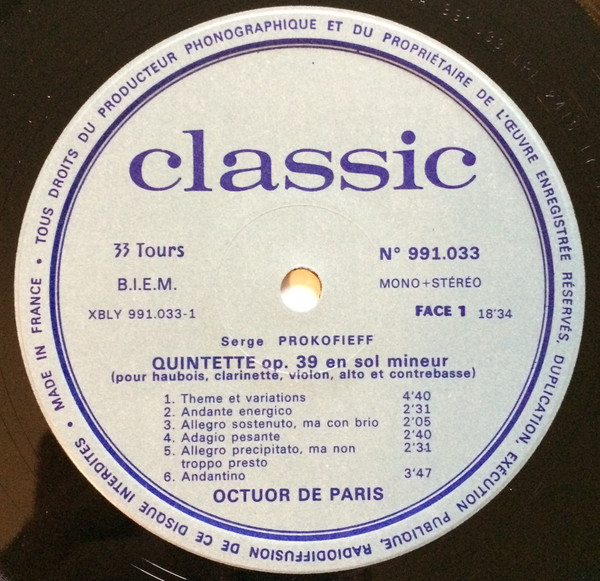 MADE IN FRANCE • TOUS DROITS DU PRODUCTEUR PHONOGRAPHIQUE ET DU PROPRIÉTAIRE DE L'ŒUVRE ENREGISTRÉE RÉSERVÉS. DUPLICATION, EXÉCUTION PUBLIQUE, RADIODIFFUSION DE CE DISQUE INTERDITES •
classic
33 Tours
N° 991.033
B.I.E.M.
MONO+STÉRÉO
XBLY 991.033-1
FACE 1 18'34
Serge PROKOFIEFF
QUINTETTE op. 39 en sol mineur
(pour haubois, clarinette, violon, alto et contrebasse)
1. Theme et variations 4'40
2. Andante energico 2'31
3. Allegro sostenuto, ma con brio 2'05
4. Adagio pesante 2'40
5. Allegro precipitato, ma non 2'31
troppo presto
6. Andantino 3'47
OCTUOR DE PARIS